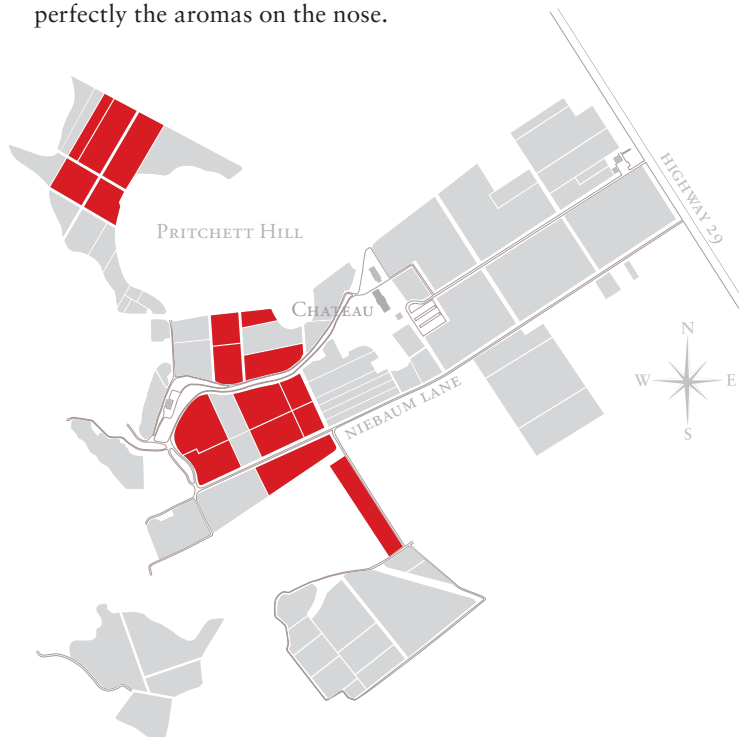 perfectly the aromas on the nose.
HIGHWAY 29
PRITCHETT HILL
CHATEAU
N
W E
S
NIEBAUM LANE